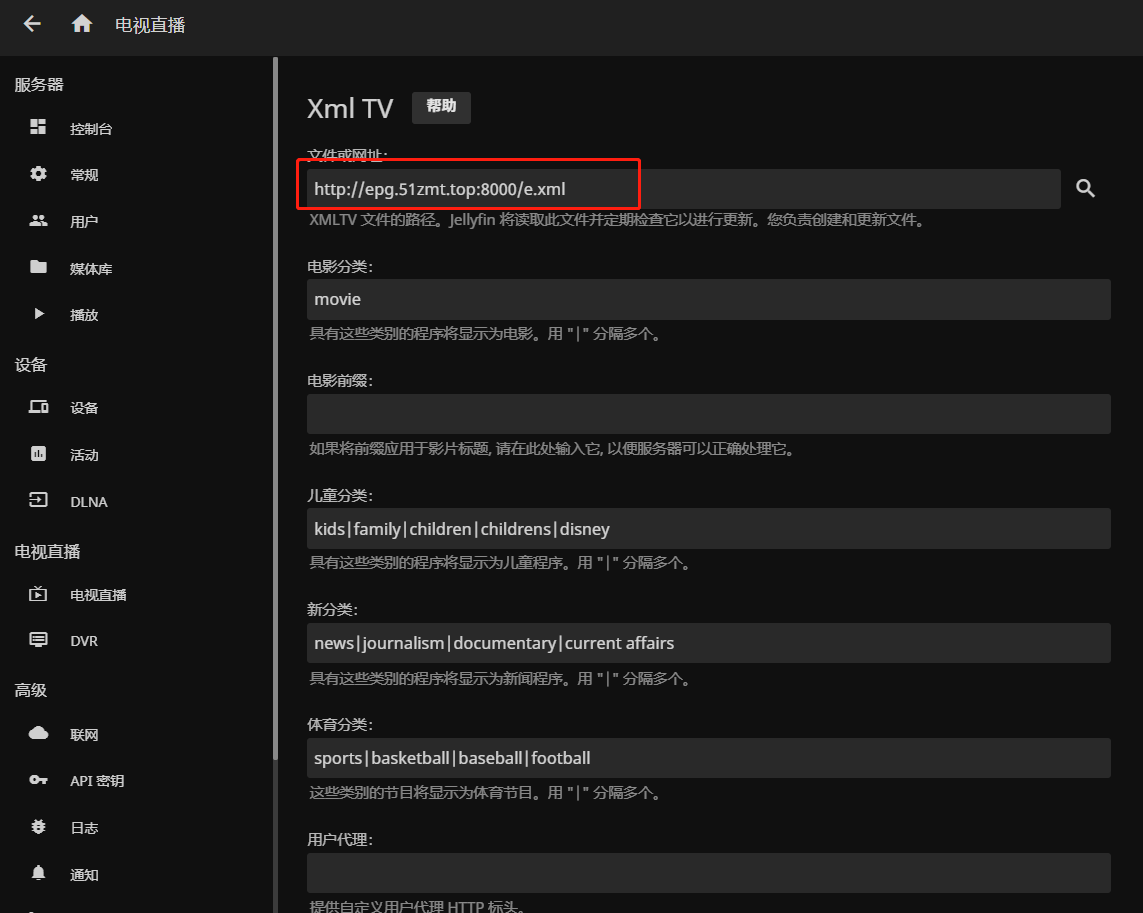 电视直播
服务器
控制台
常规
用户
媒体库
播放
设备
设备
活动
DLNA
电视直播
电视直播
DVR
高级
联网
API 密钥
日志
通知
Xml TV
帮助
文件或网址:
http://epg.51zmt.top:8000/e.xml
XMLTV 文件的路径。Jellyfin 将读取此文件并定期检查它以进行更新。您负责创建和更新文件。
电影分类:
movie
具有这些类别的程序将显示为电影。用 "|" 分隔多个。
电影前缀:
如果将前缀应用于影片标题, 请在此处输入它, 以便服务器可以正确处理它。
儿童分类:
kids|family|children|childrens|disney
具有这些类别的程序将显示为儿童程序。用 "|" 分隔多个。
新分类:
news|journalism|documentary|current affairs
具有这些类别的程序将显示为新闻程序。用 "|" 分隔多个。
体育分类:
sports|basketball|baseball|football
这些类别的节目将显示为体育节目。用 "|" 分隔多个。
用户代理:
提供自定义用户代理 HTTP 标头。